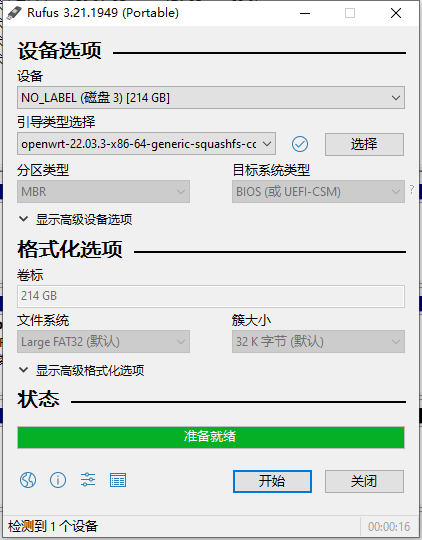 Rufus 3.21.1949 (Portable)
设备选项
设备
NO_LABEL (磁盘 3) [214 GB]
引导类型选择
openwrt-22.03.3-x86-64-generic-squashfs-cc
选择
分区类型
目标系统类型
MBR
BIOS (或 UEFI-CSM)
?
显示高级设备选项
格式化选项
卷标
214 GB
文件系统
簇大小
Large FAT32 (默认)
32 K 字节 (默认)
显示高级格式化选项
状态
准备就绪
开始
关闭
检测到 1 个设备
00:00:16